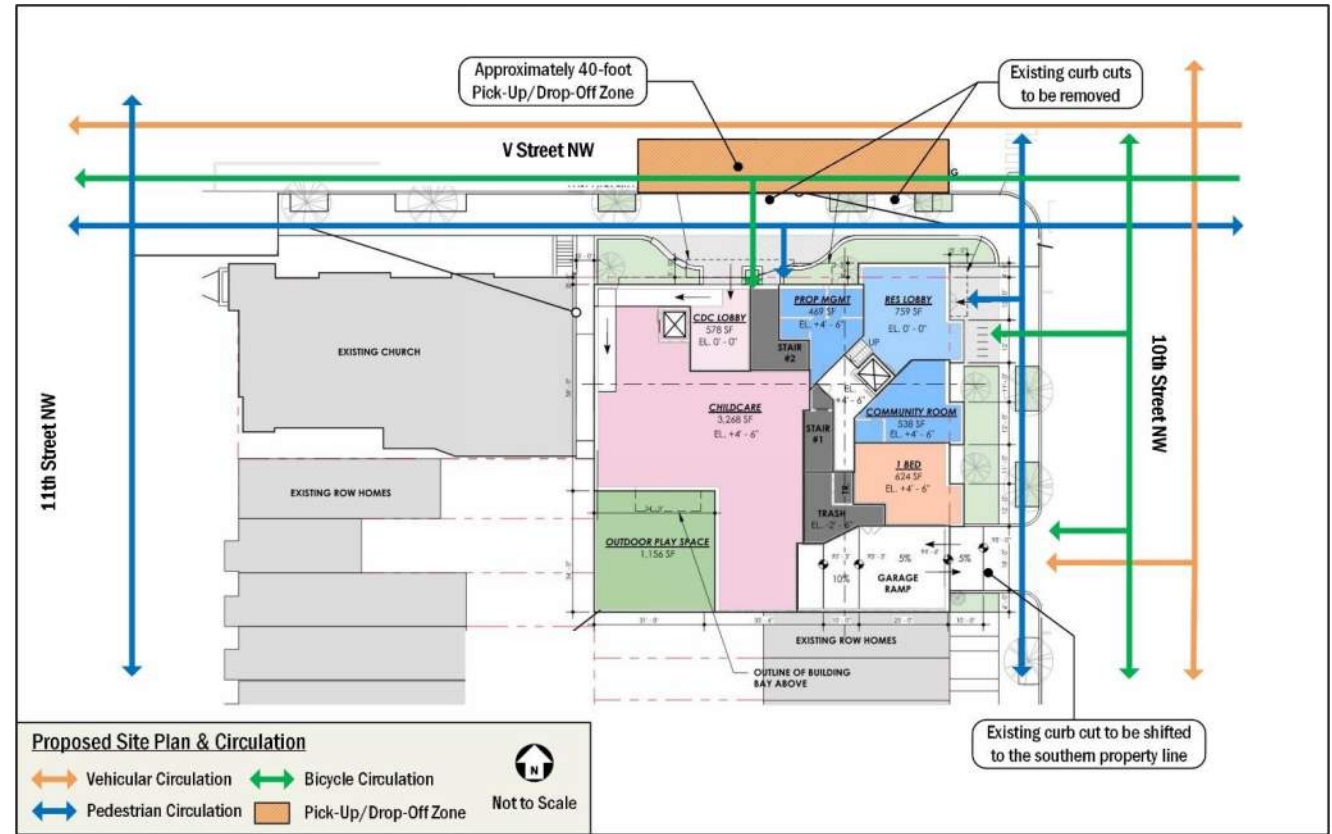 Approximately 40-foot
Pick-Up/Drop-Off Zone
Existing curb cuts
to be removed
V Street NW
G
11th Street NW
10th Street NW
EXISTING CHURCH
CDC LOBBY
578 SF
EL. 0' - 0"
STAIR
#2
PROP MGMT
469 SF
EL. +4' - 6"
RES LOBBY
759 SF
EL. 0' - 0"
UP
EL.
+4' - 6"
CHILDCARE
3,268 SF
EL. +4' - 6"
STAIR
#1
COMMUNITY ROOM
538 SF
EL. +4' - 6"
1 BED
624 SF
EL. +4' - 6"
TR.
TRASH
EL. -2' - 6"
EXISTING ROW HOMES
OUTDOOR PLAY SPACE
1,156 SF
10%
5%
5%
GARAGE
RAMP
EXISTING ROW HOMES
OUTLINE OF BUILDING
BAY ABOVE
Existing curb cut to be shifted
to the southern property line
Proposed Site Plan & Circulation
Vehicular Circulation
Bicycle Circulation
Pedestrian Circulation
Pick-Up/Drop-Off Zone
N
Not to Scale